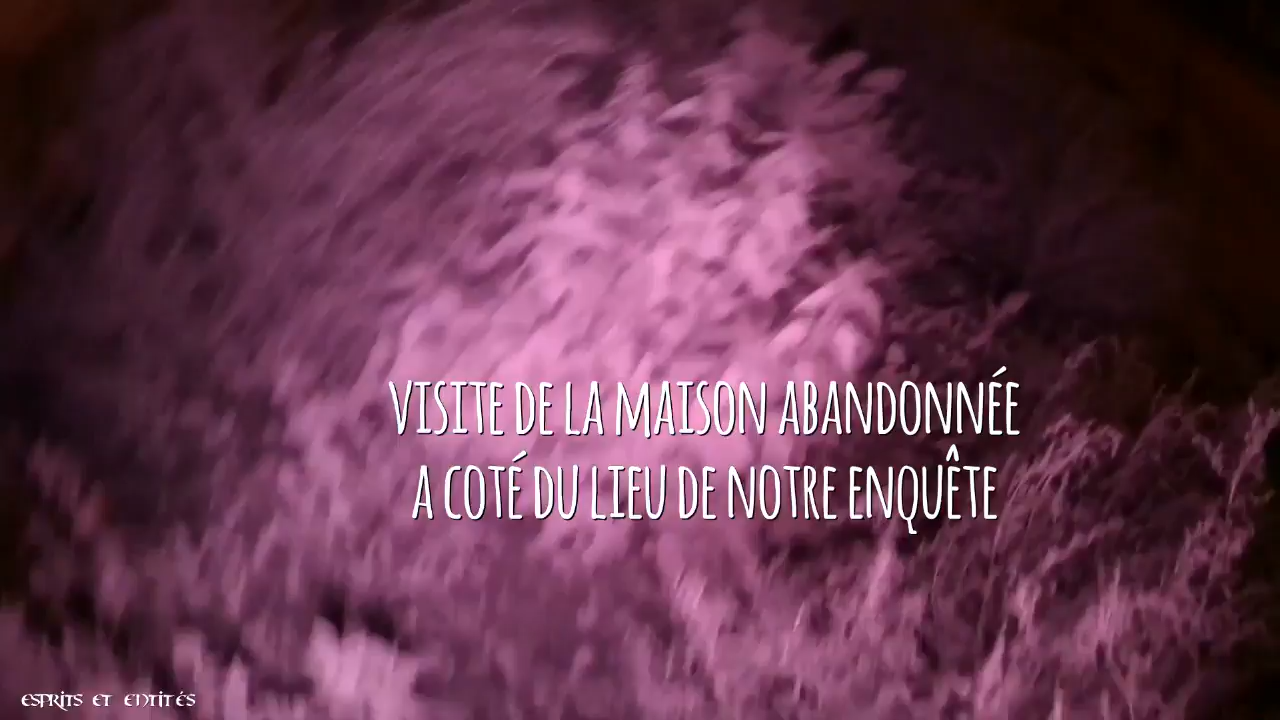 VISITE DE LA MAISON ABANDONNÉE
A COTÉ DU LIEU DE NOTRE ENQUÊTE
ESPRITS ET ENTITÉS